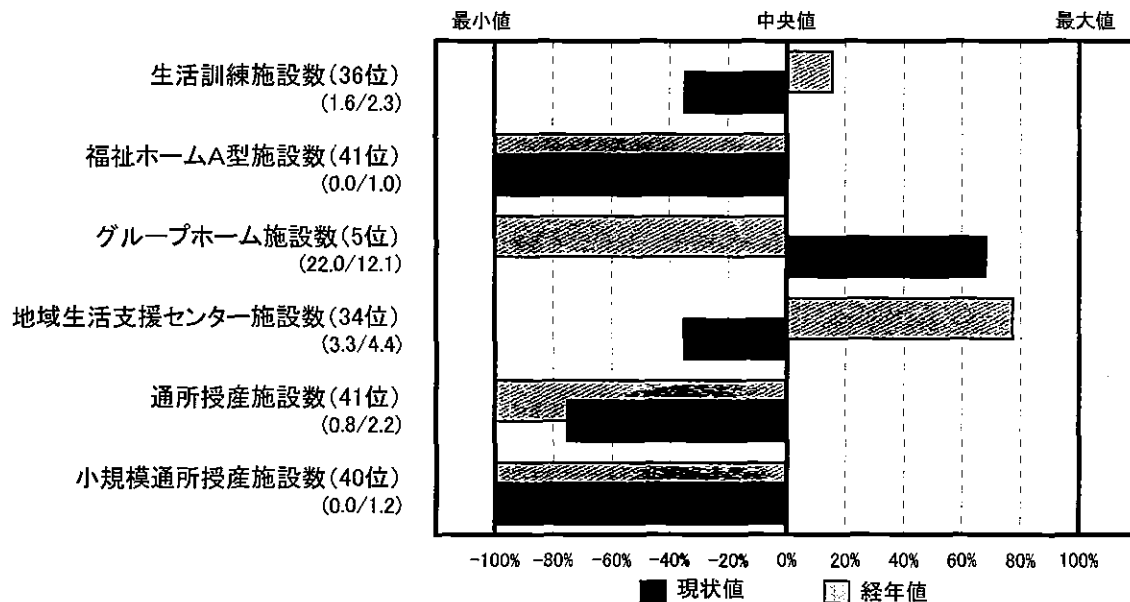 最小値 中央値 最大値
生活訓練施設数(36位)
(1.6/2.3)
福祉ホームA型施設数(41位)
(0.0/1.0)
グループホーム施設数(5位)
(22.0/12.1)
地域生活支援センター施設数(34位)
(3.3/4.4)
通所授産施設数(41位)
(0.8/2.2)
小規模通所授産施設数(40位)
(0.0/1.2)
-100% -80% -60% -40% -20% 0% 20% 40% 60% 80% 100%
現状値 経年値